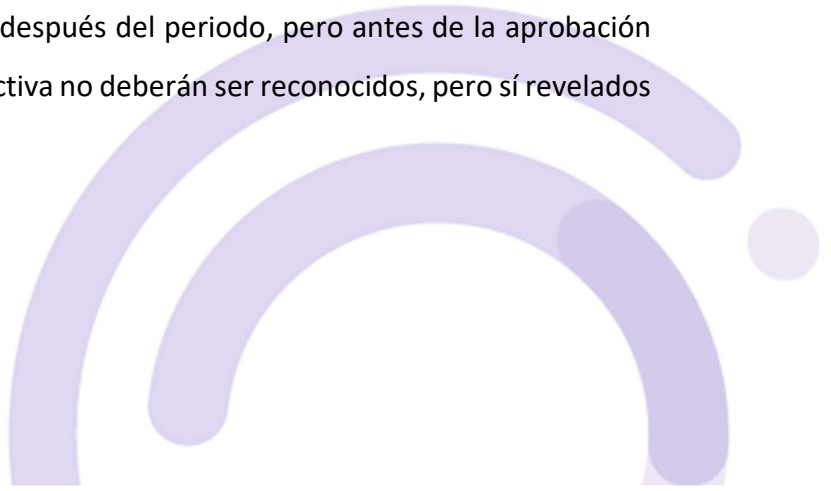 después del periodo, pero antes de la aprobación
ctiva no deberán ser reconocidos, pero sí revelados